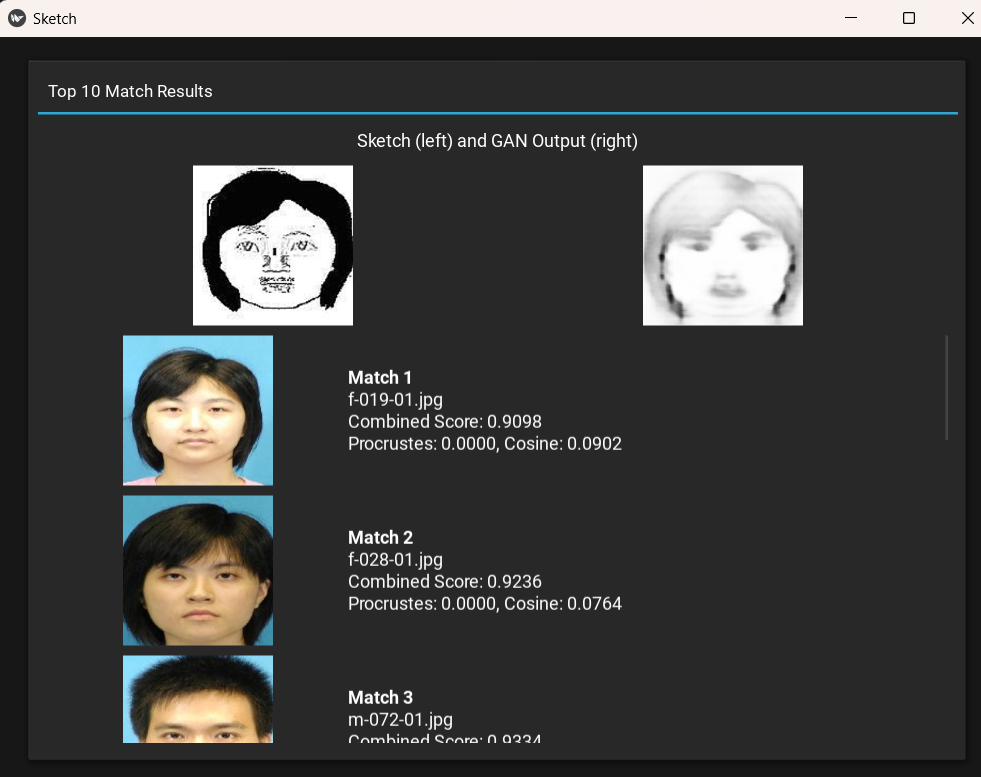 Sketch
Top 10 Match Results
Sketch (left) and GAN Output (right)
Match 1
f-019-01.jpg
Combined Score: 0.9098
Procrustes: 0.0000, Cosine: 0.0902
Match 2
f-028-01.jpg
Combined Score: 0.9236
Procrustes: 0.0000, Cosine: 0.0764
Match 3
m-072-01.jpg
Combined Score: 0.9334